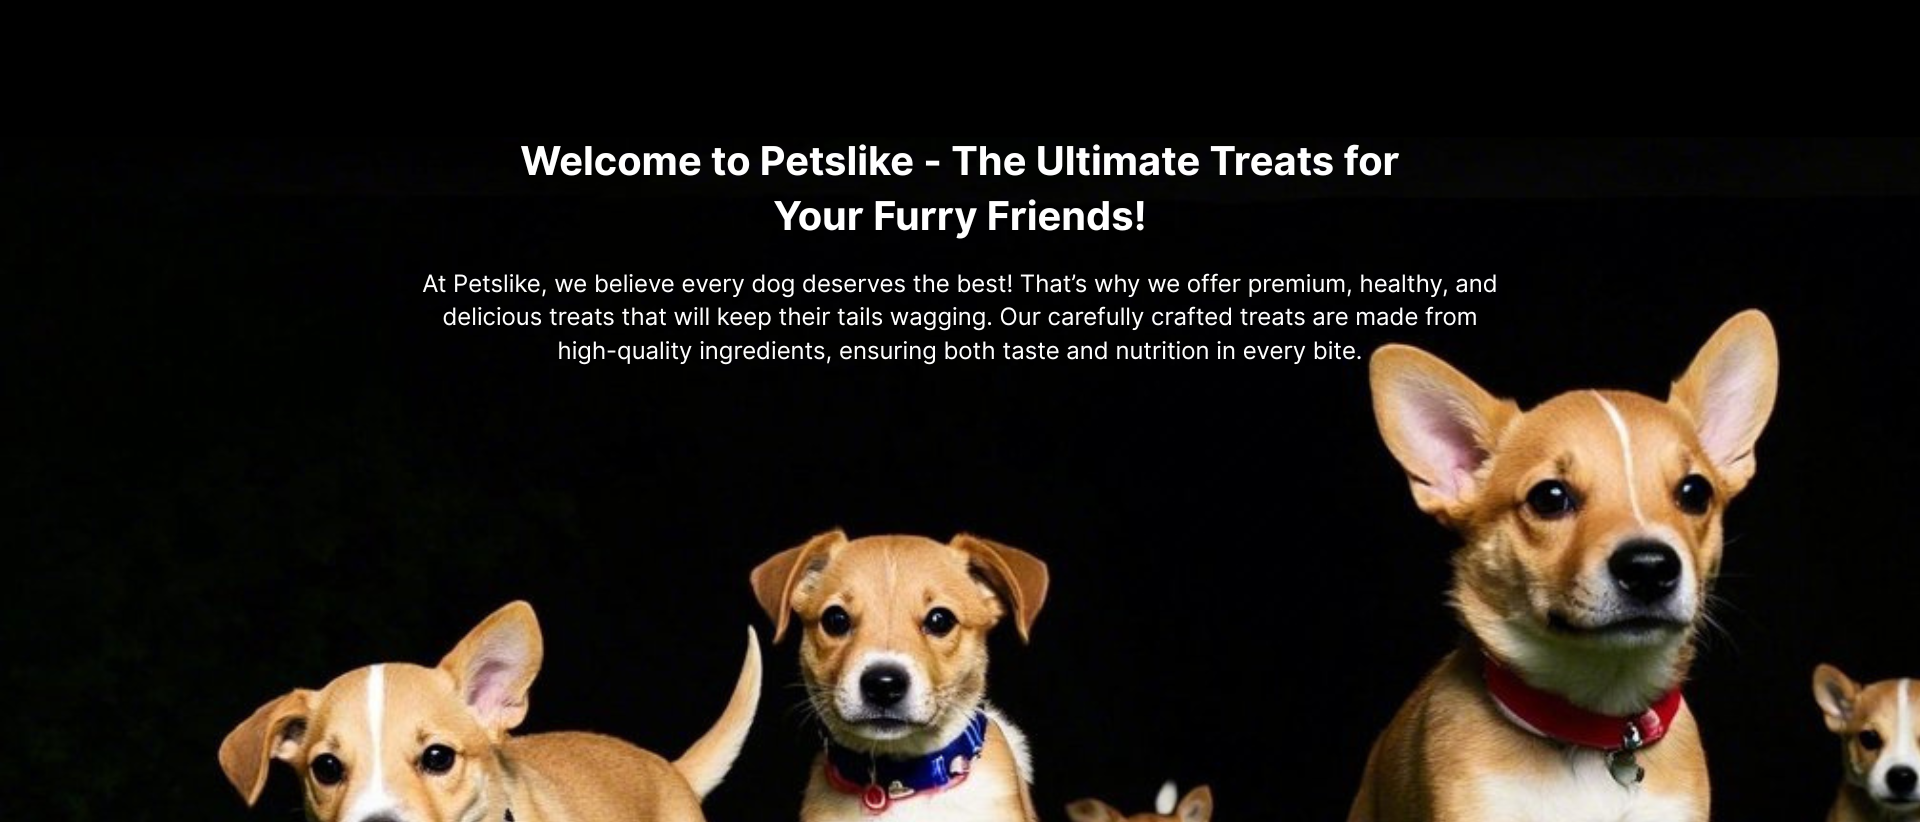 Welcome to Petslike - The Ultimate Treats for
Your Furry Friends!
At Petslike, we believe every dog deserves the best! That’s why we offer premium, healthy, and
delicious treats that will keep their tails wagging. Our carefully crafted treats are made from
high-quality ingredients, ensuring both taste and nutrition in every bite.